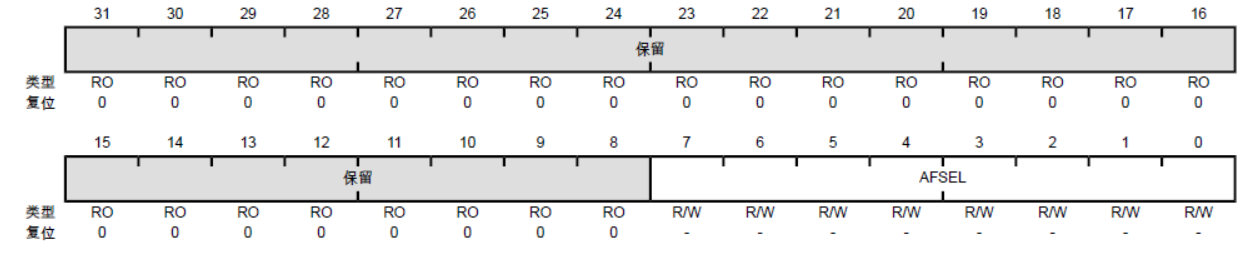 31 30 29 28 27 26 25 24 23 22 21 20 19 18 17 16
保留
类型 RO RO RO RO RO RO RO RO RO RO RO RO RO RO RO RO
复位 0 0 0 0 0 0 0 0 0 0 0 0 0 0 0 0
15 14 13 12 11 10 9 8 7 6 5 4 3 2 1 0
保留 AFSEL
类型 RO RO RO RO RO RO RO RO R/W R/W R/W R/W R/W R/W R/W R/W
复位 0 0 0 0 0 0 0 0 - - - - - - - -